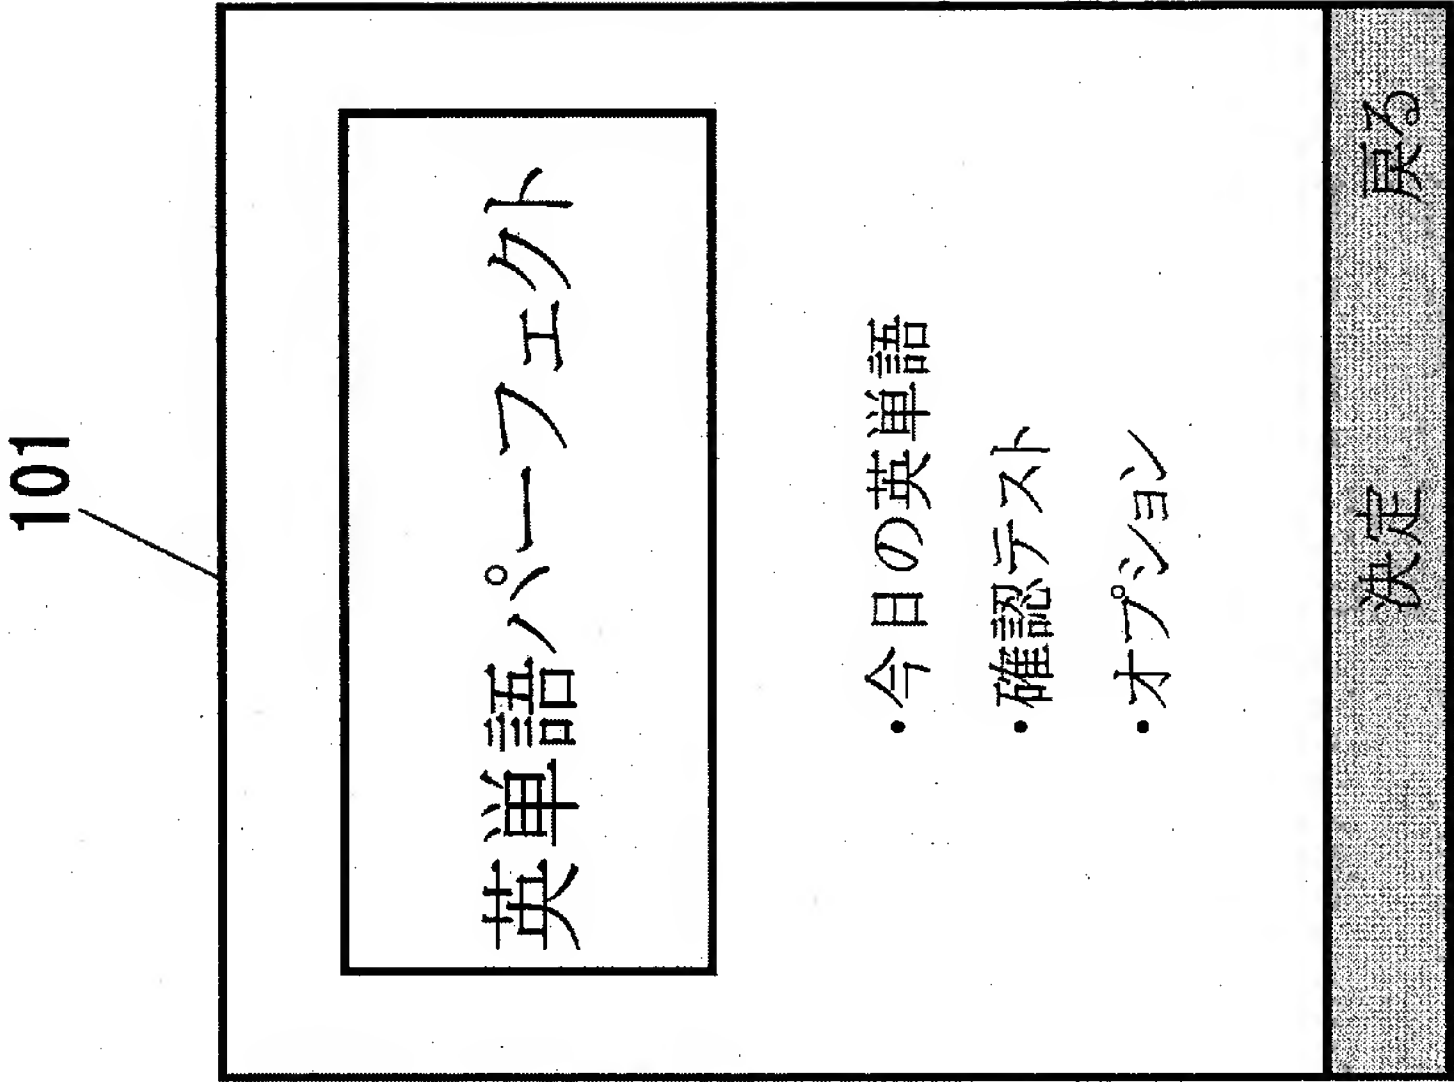 101
英単語パーフェクト
・今日の英単語
・確認テスト
・オプション
決定 戻る